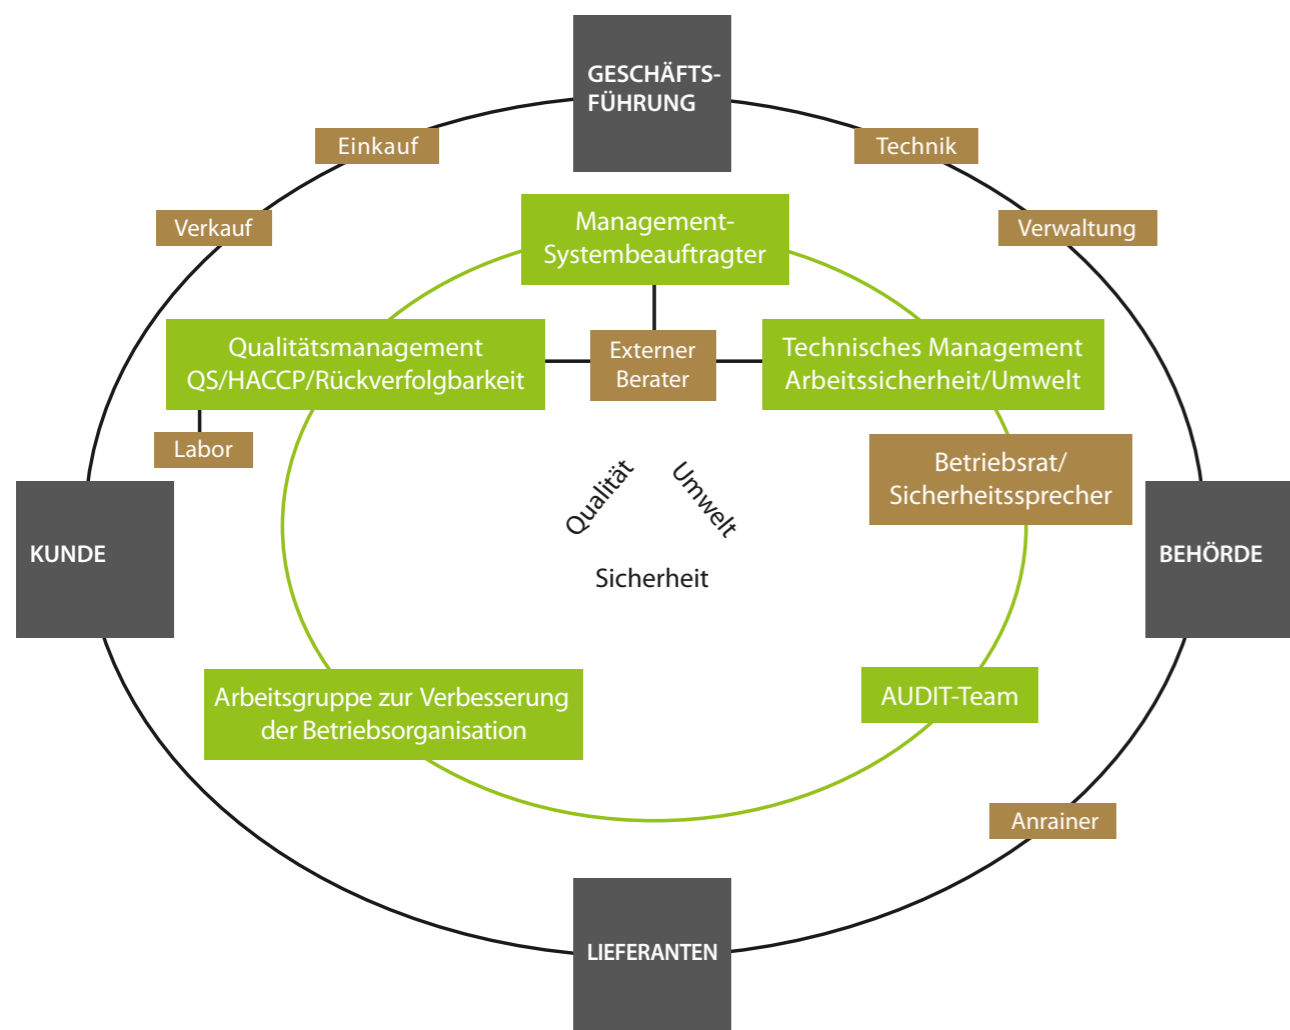 GESCHÄFTS-
FÜHRUNG
Einkauf
Technik
Verkauf
Verwaltung
Management-
Systembeauftragter
Qualitätsmanagement
QS/HACCP/Rückverfolgbarkeit
Externer
Berater
Technisches Management
Arbeitssicherheit/Umwelt
Labor
Betriebsrat/
Sicherheitssprecher
Qualität
Umwelt
Sicherheit
KUNDE
BEHÖRDE
Arbeitsgruppe zur Verbesserung
der Betriebsorganisation
AUDIT-Team
Anrainer
LIEFERANTEN